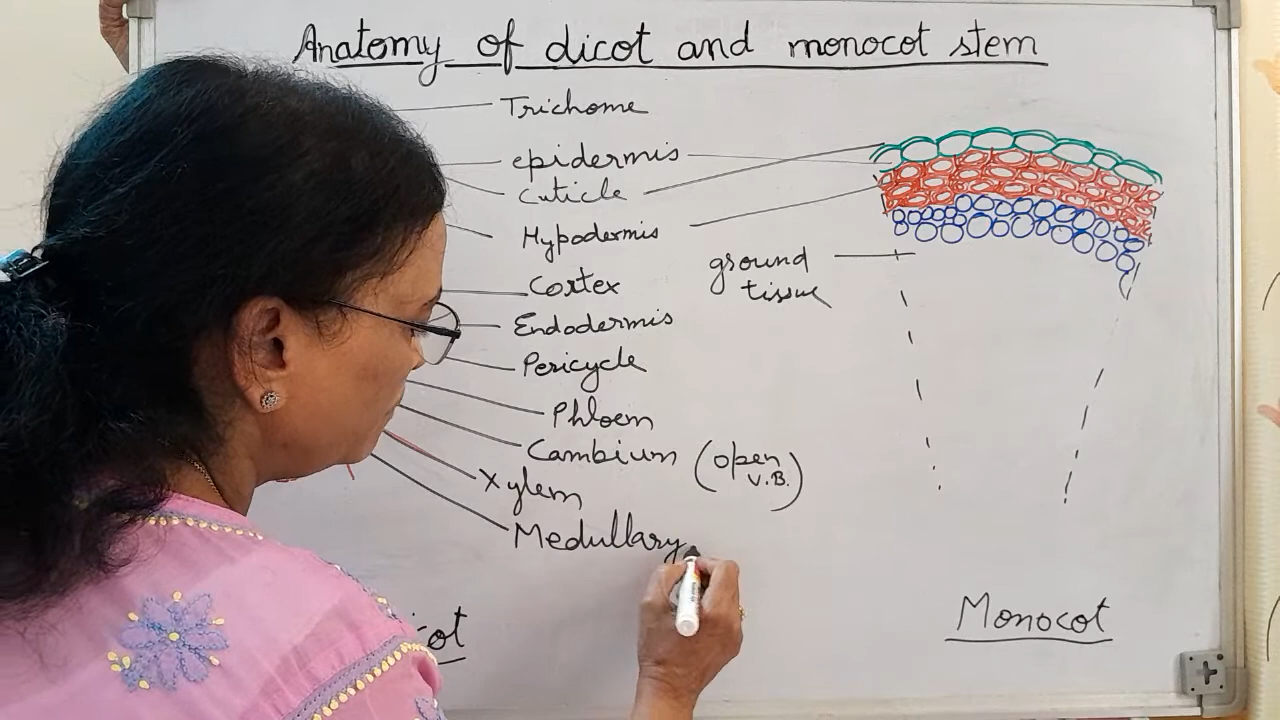 Anatomy of dicot and monocot stem
Trichome
epidermis
Cuticle
Hypodermis
ground
tissue
Cortex
Endodermis
Pericycle
Phloem
Cambium (open
V.B.)
Xylem
Medullary
cot
Monocot